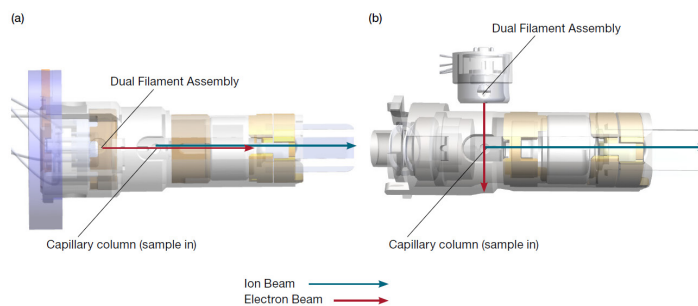 (a)
Dual Filament Assembly
Capillary column (sample in)
(b)
Dual Filament Assembly
Capillary column (sample in)
Ion Beam
Electron Beam